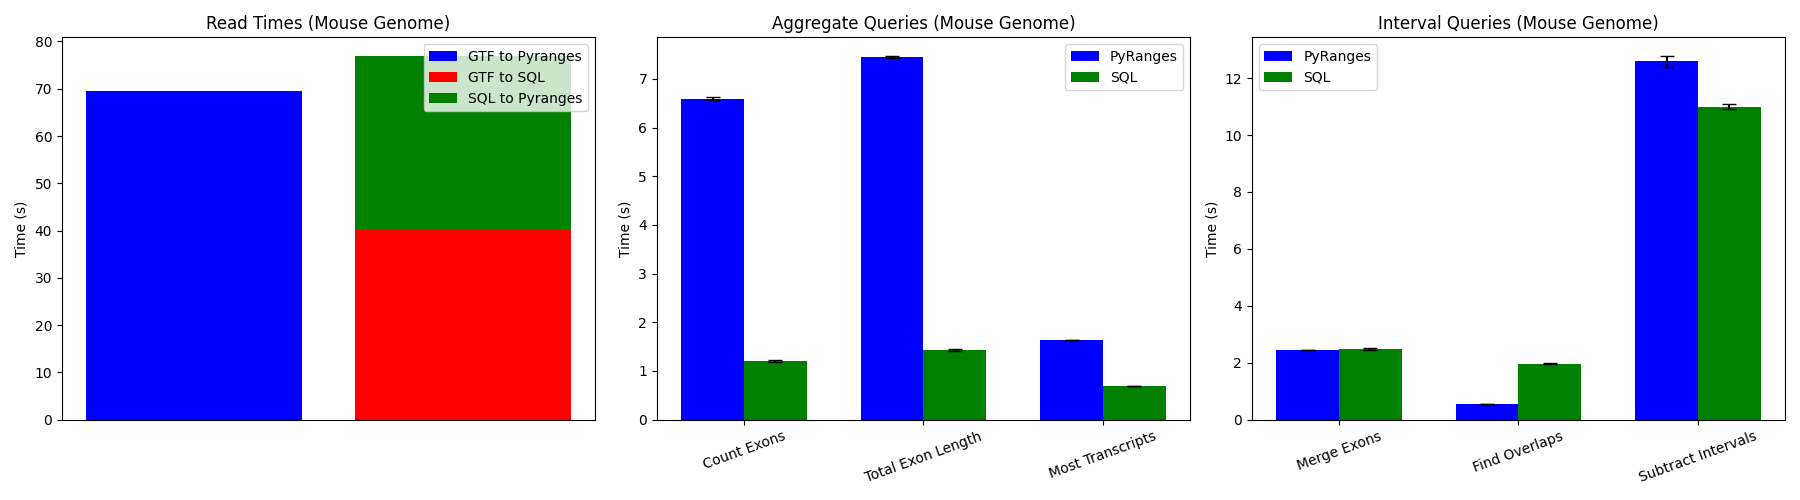 Read Times (Mouse Genome)
Time (s)
80
70
60
50
40
30
20
10
0
GTF to Pyranges
GTF to SQL
SQL to Pyranges
Aggregate Queries (Mouse Genome)
Time (s)
7
6
5
4
3
2
1
0
PyRanges
SQL
Count Exons
Total Exon Length
Most Transcripts
Interval Queries (Mouse Genome)
Time (s)
12
10
8
6
4
2
0
PyRanges
SQL
Merge Exons
Find Overlaps
Subtract Intervals